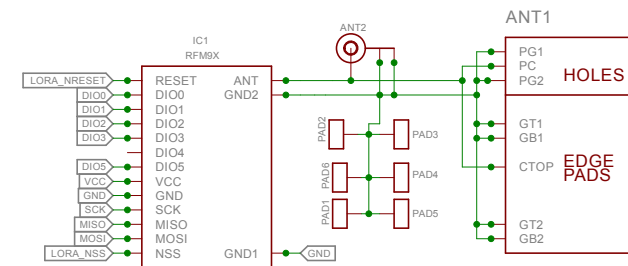 ANT1
ANT2
IC1
RFM9X
PG1
PC
PG2
HOLES
LORA_NRESET
RESET
ANT
DIO0
DIO0
GND2
DIO1
DIO1
DIO2
DIO2
DIO3
DIO3
DIO4
DIO5
DIO5
VCC
VCC
GND
GND
SCK
SCK
MISO
MISO
MOSI
MOSI
LORA_NSS
NSS
GND1
GND
PAD2
PAD3
PAD6
PAD4
PAD1
PAD5
GT1
GB1
CTOP
EDGE
PADS
GT2
GB2